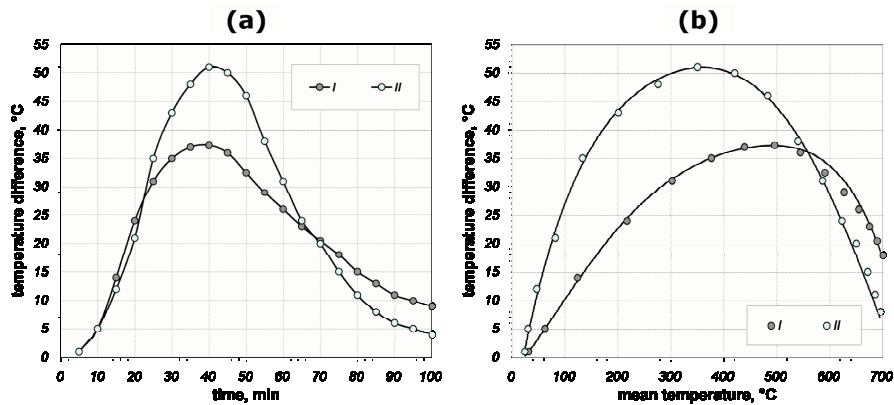 (a)
(b)
55
50
45
40
35
30
25
20
15
10
5
0
temperature difference, °C
I
II
0 10 20 30 40 50 60 70 80 90 100
time, min
55
50
45
40
35
30
25
20
15
10
5
0
temperature difference, °C
I
II
0 100 200 300 400 500 600 700
mean temperature, °C